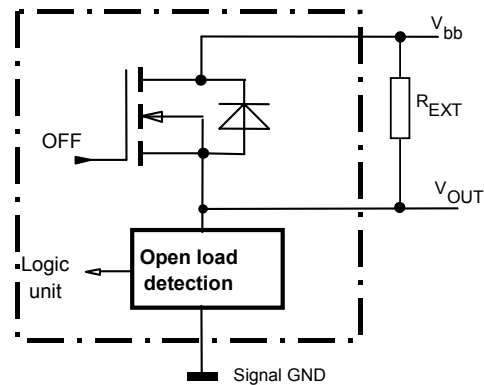 V_bb
R_EXT
OFF
V_OUT
Open load
detection
Logic
unit
Signal GND